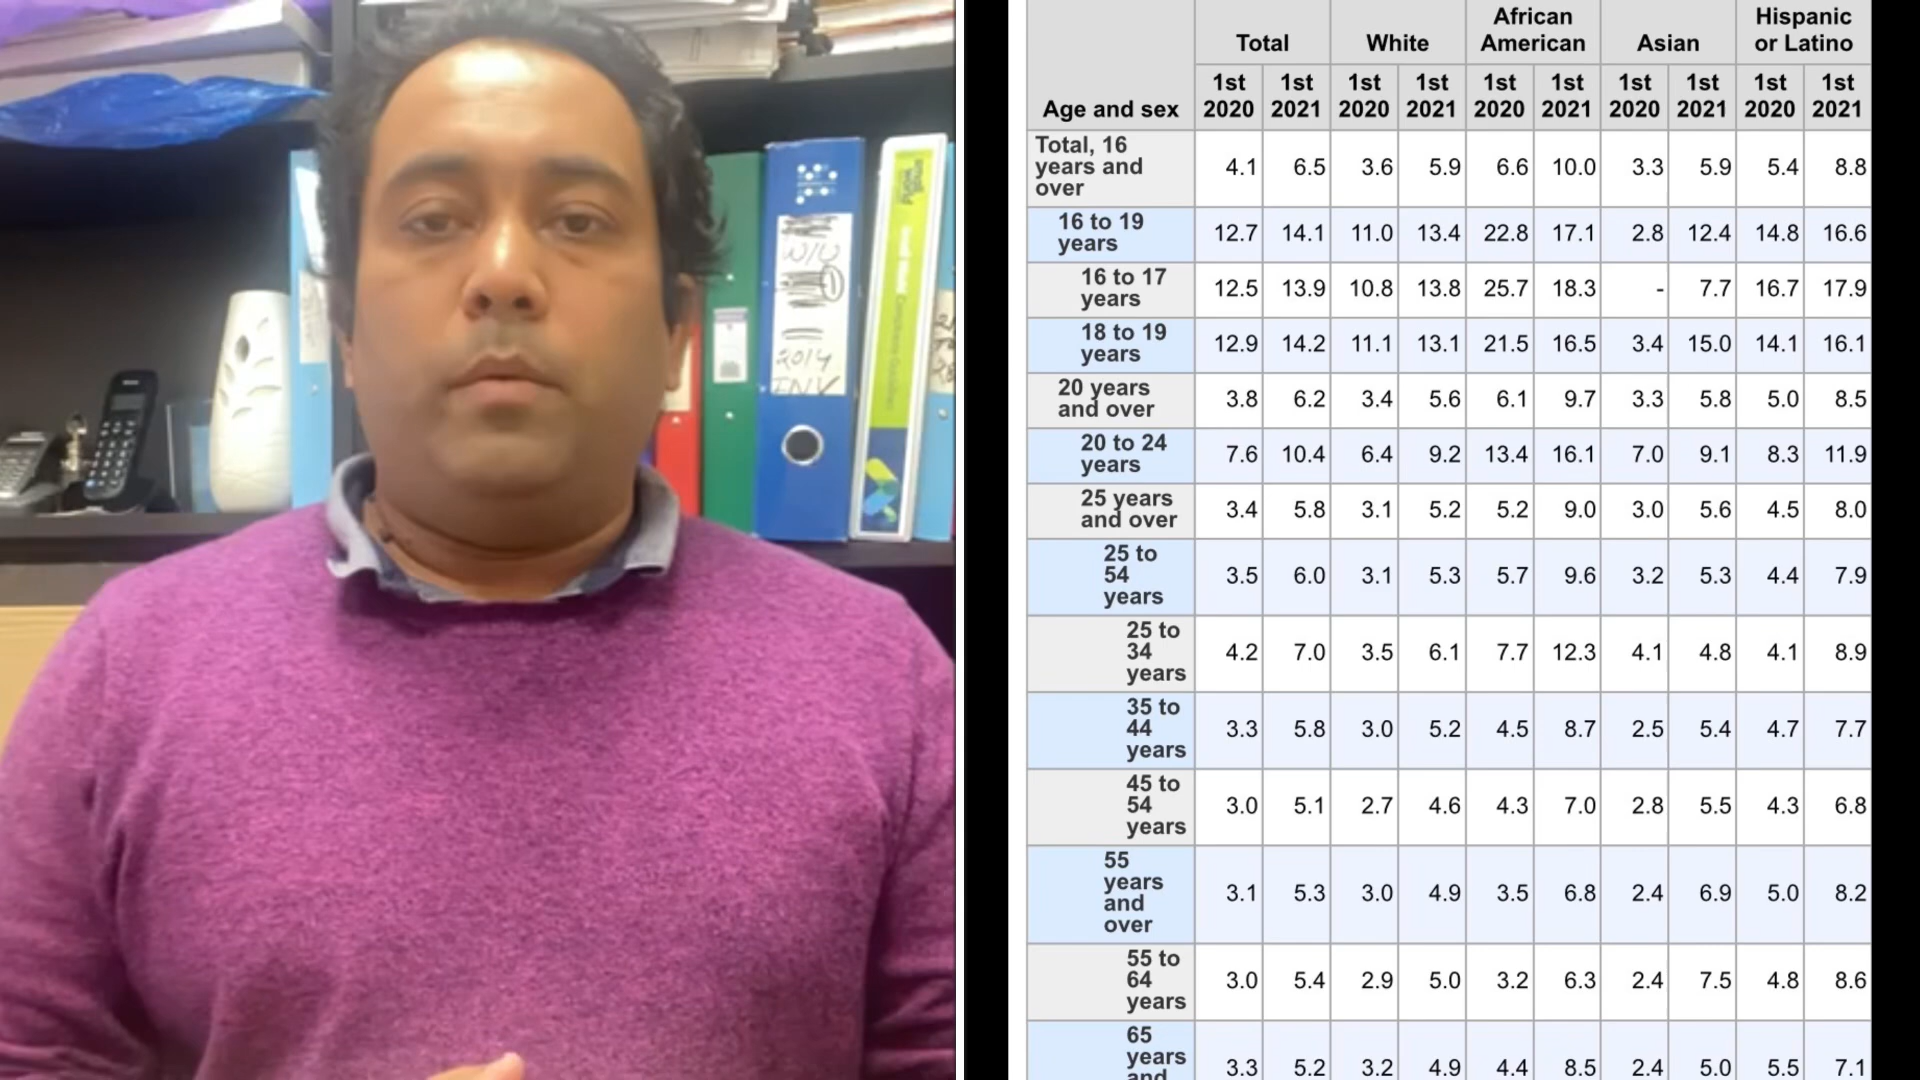 W/U
2014
INV
African
Hispanic
Total White American Asian or Latino
1st 1st 1st 1st 1st 1st 1st 1st 1st 1st
Age and sex 2020 2021 2020 2021 2020 2021 2020 2021 2020 2021
Total, 16 years and over 4.1 6.5 3.6 5.9 6.6 10.0 3.3 5.9 5.4 8.8
16 to 19 years 12.7 14.1 11.0 13.4 22.8 17.1 2.8 12.4 14.8 16.6
16 to 17 years 12.5 13.9 10.8 13.8 25.7 18.3 - 7.7 16.7 17.9
18 to 19 years 12.9 14.2 11.1 13.1 21.5 16.5 3.4 15.0 14.1 16.1
20 years and over 3.8 6.2 3.4 5.6 6.1 9.7 3.3 5.8 5.0 8.5
20 to 24 years 7.6 10.4 6.4 9.2 13.4 16.1 7.0 9.1 8.3 11.9
25 years and over 3.4 5.8 3.1 5.2 5.2 9.0 3.0 5.6 4.5 8.0
25 to 54 years 3.5 6.0 3.1 5.3 5.7 9.6 3.2 5.3 4.4 7.9
25 to 34 years 4.2 7.0 3.5 6.1 7.7 12.3 4.1 4.8 4.1 8.9
35 to 44 years 3.3 5.8 3.0 5.2 4.5 8.7 2.5 5.4 4.7 7.7
45 to 54 years 3.0 5.1 2.7 4.6 4.3 7.0 2.8 5.5 4.3 6.8
55 years and over 3.1 5.3 3.0 4.9 3.5 6.8 2.4 6.9 5.0 8.2
55 to 64 years 3.0 5.4 2.9 5.0 3.2 6.3 2.4 7.5 4.8 8.6
65 years and 3.3 5.2 3.2 4.9 4.4 8.5 2.4 5.0 5.5 7.1